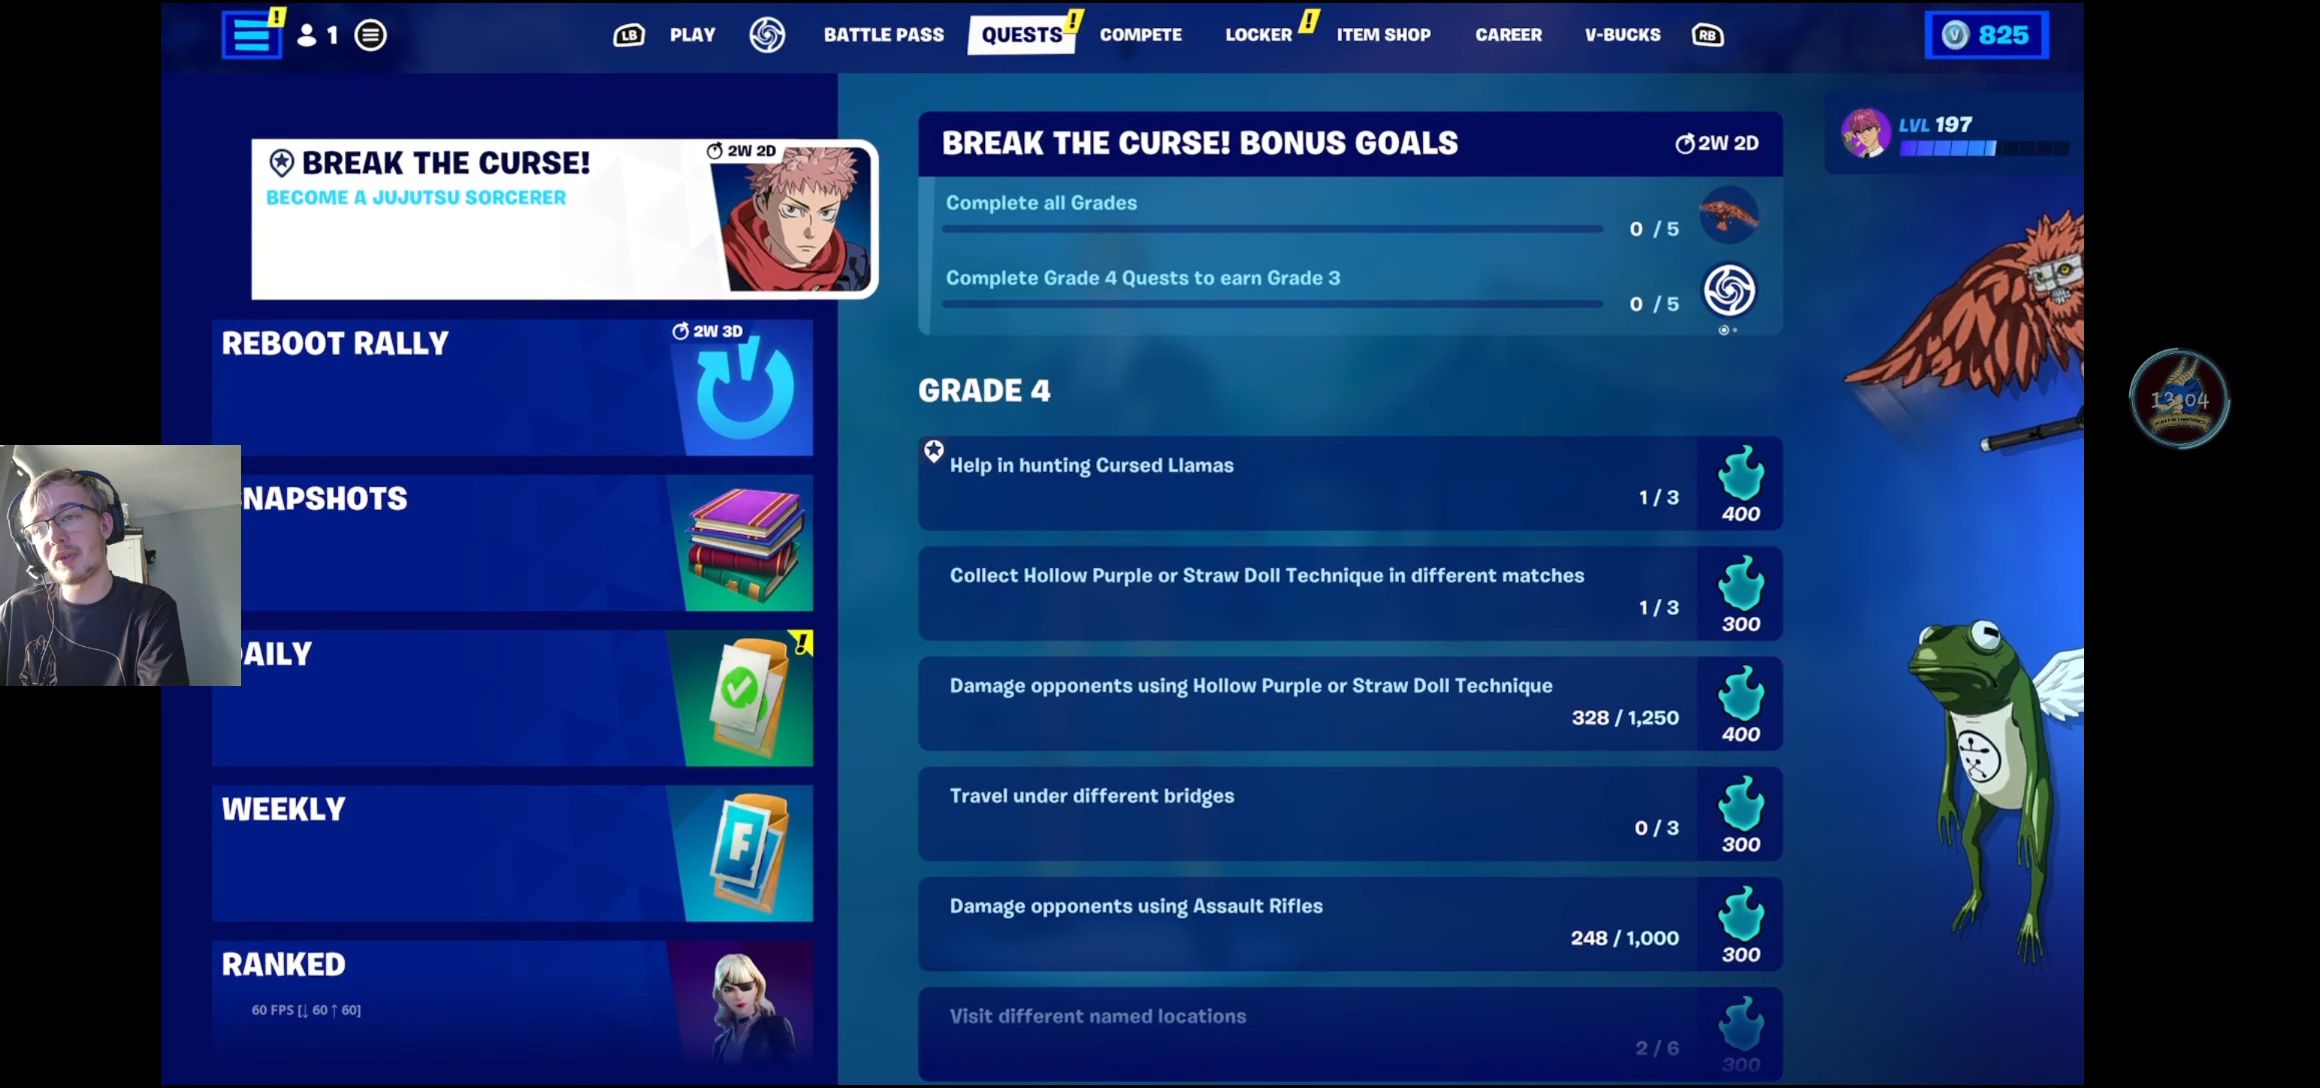 !
1
LB PLAY BATTLE PASS QUESTS ! COMPETE LOCKER ! ITEM SHOP CAREER V-BUCKS RB
V 825
LVL 197
BREAK THE CURSE!
2W 2D
BECOME A JUJUTSU SORCERER
REBOOT RALLY
2W 3D
NAPSHOTS
AILY
!
WEEKLY
F
RANKED
60 FPS [↓ 60 ↑ 60]
BREAK THE CURSE! BONUS GOALS
2W 2D
Complete all Grades
0 / 5
Complete Grade 4 Quests to earn Grade 3
0 / 5
GRADE 4
Help in hunting Cursed Llamas
1 / 3
400
Collect Hollow Purple or Straw Doll Technique in different matches
1 / 3
300
Damage opponents using Hollow Purple or Straw Doll Technique
328 / 1,250
400
Travel under different bridges
0 / 3
300
Damage opponents using Assault Rifles
248 / 1,000
300
Visit different named locations
2 / 6
300
13:04